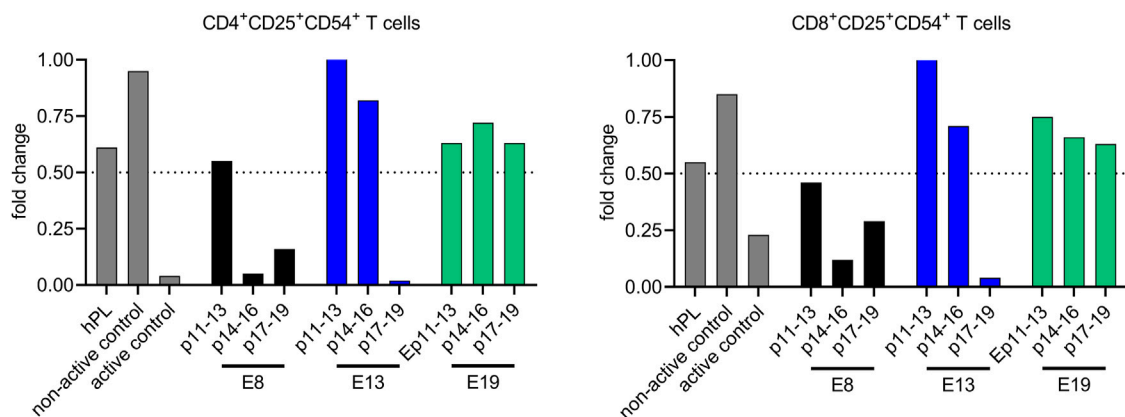 CD4⁺CD25⁺CD54⁺ T cells
fold change
1.00
0.75
0.50
0.25
0.00
hPL
non-active control
active control
p11-13
p14-16
p17-19
p11-13
p14-16
p17-19
Ep11-13
p14-16
p17-19
E8
E13
E19
CD8⁺CD25⁺CD54⁺ T cells
fold change
1.00
0.75
0.50
0.25
0.00
hPL
non-active control
active control
p11-13
p14-16
p17-19
p11-13
p14-16
p17-19
Ep11-13
p14-16
p17-19
E8
E13
E19